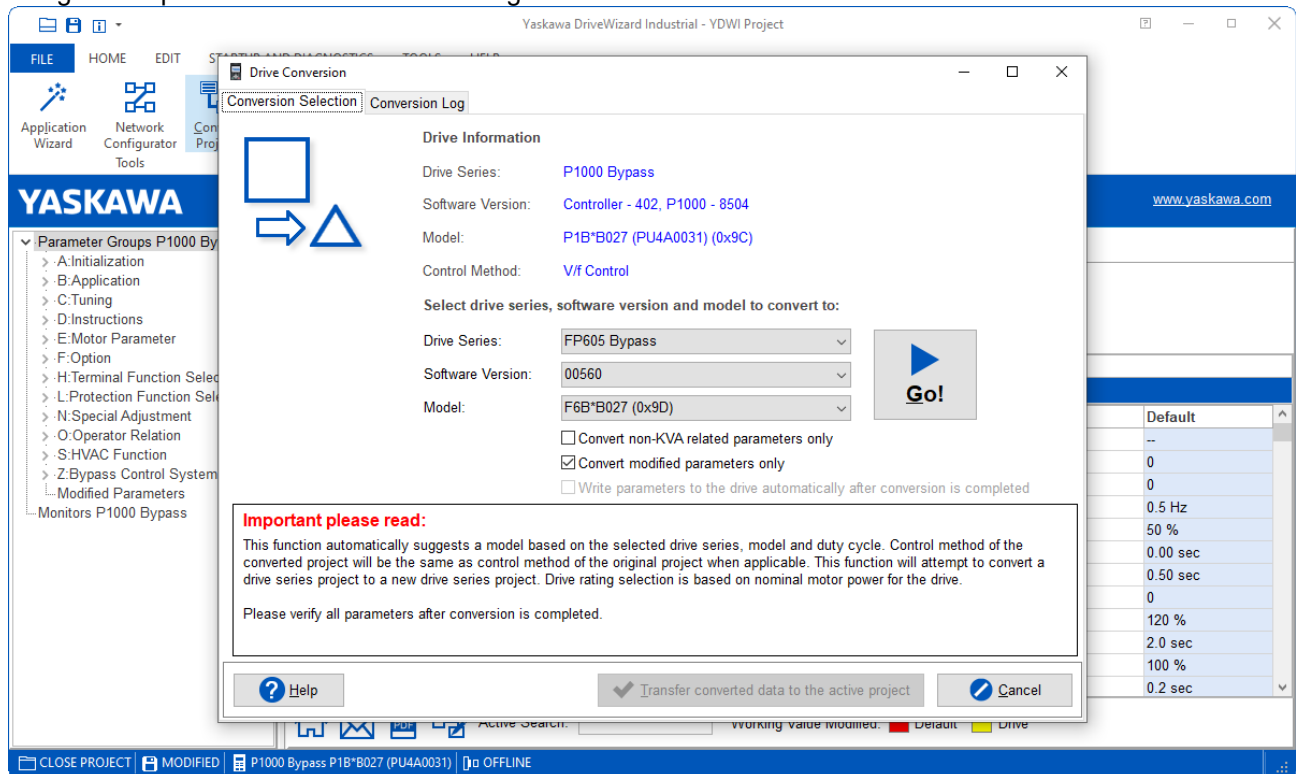 Yaskawa DriveWizard Industrial - YDWI Project
FILE HOME EDIT
Drive Conversion
Conversion Selection Conversion Log
Application Wizard
Network Configurator
Tools
YASKAWA
www.yaskawa.com
Parameter Groups P1000 By
A:Initialization
B:Application
C:Tuning
D:Instructions
E:Motor Parameter
F:Option
H:Terminal Function Selec
L:Protection Function Sele
N:Special Adjustment
O:Operator Relation
S:HVAC Function
Z:Bypass Control System
Modified Parameters
Monitors P1000 Bypass
Drive Information
Drive Series: P1000 Bypass
Software Version: Controller - 402, P1000 - 8504
Model: P1B*B027 (PU4A0031) (0x9C)
Control Method: V/f Control
Select drive series, software version and model to convert to:
Drive Series: FP605 Bypass
Software Version: 00560
Model: F6B*B027 (0x9D)
Go!
Convert non-KVA related parameters only
Convert modified parameters only
Write parameters to the drive automatically after conversion is completed
Important please read:
This function automatically suggests a model based on the selected drive series, model and duty cycle. Control method of the
converted project will be the same as control method of the original project when applicable. This function will attempt to convert a
drive series project to a new drive series project. Drive rating selection is based on nominal motor power for the drive.
Please verify all parameters after conversion is completed.
Help
Transfer converted data to the active project
Cancel
Default
--
0
0
0.5 Hz
50 %
0.00 sec
0.50 sec
0
120 %
2.0 sec
100 %
0.2 sec
PDF
Active Search:
Working Value Modified: Default Drive
CLOSE PROJECT MODIFIED P1000 Bypass P1B*B027 (PU4A0031) OFFLINE